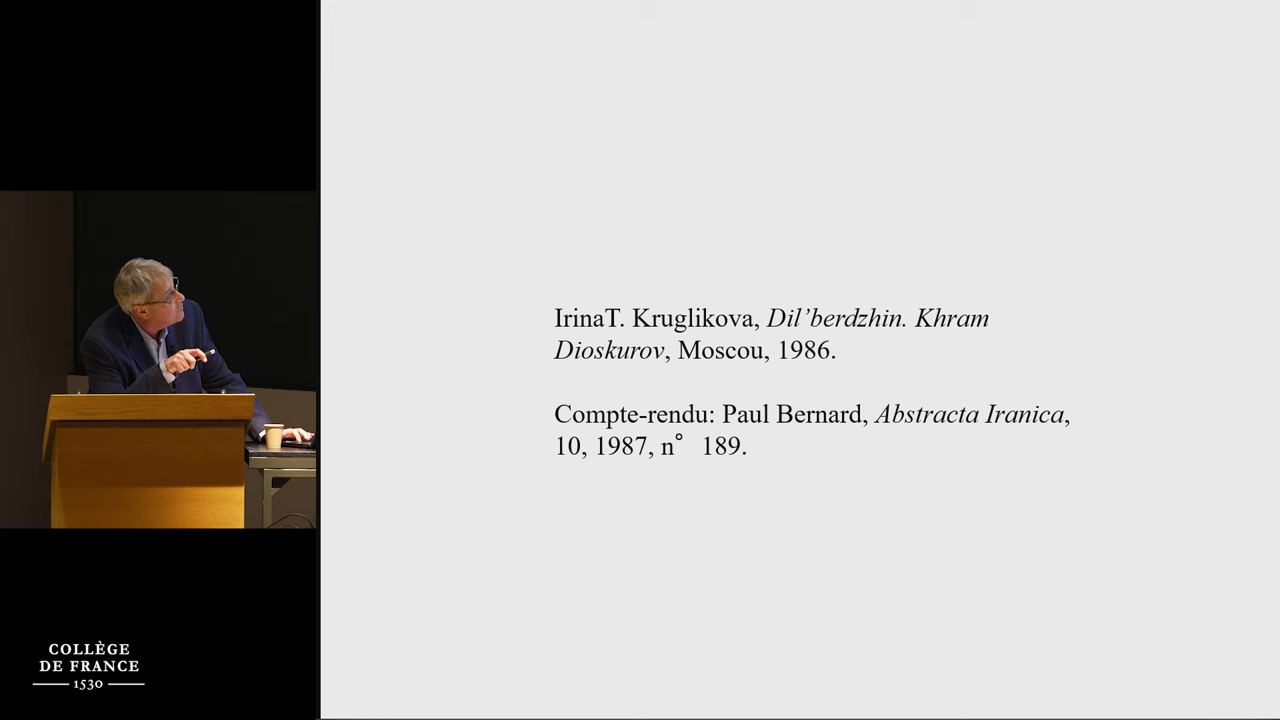 IrinaT. Kruglikova, Dil’berdzhin. Khram
Dioskurov, Moscou, 1986.
Compte-rendu: Paul Bernard, Abstracta Iranica,
10, 1987, n° 189.
COLLÈGE
DE FRANCE
1530